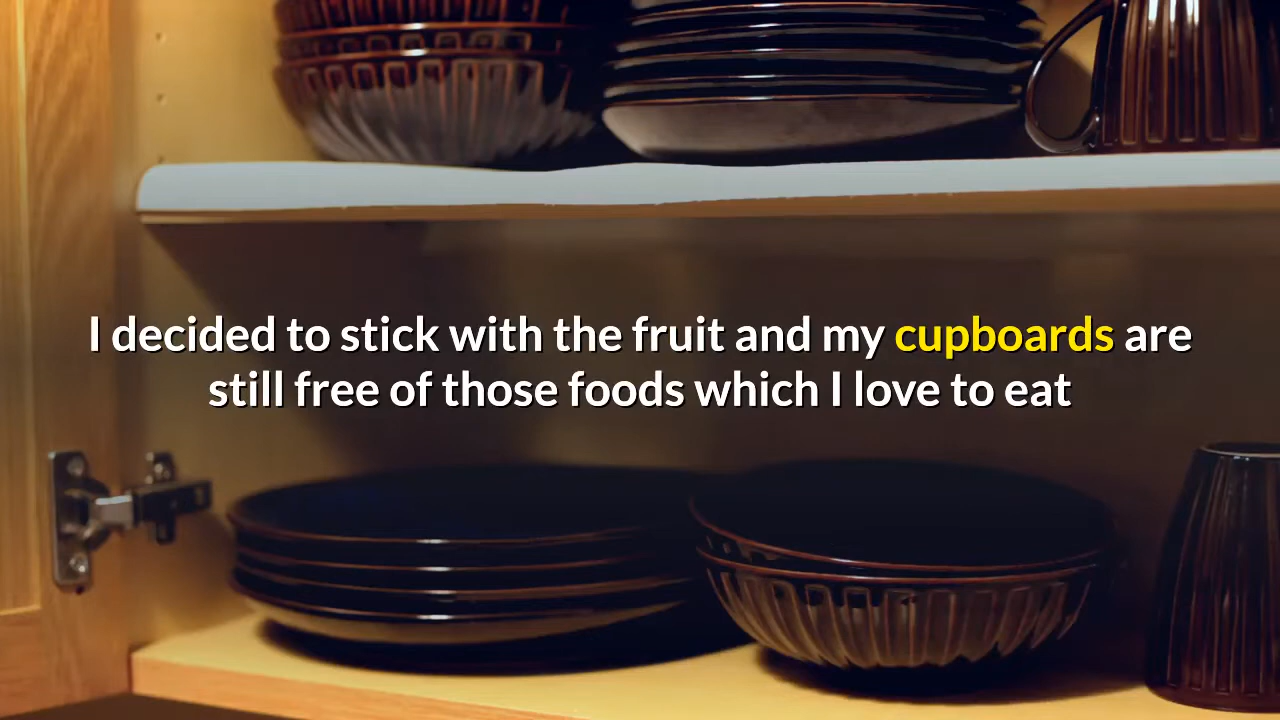 I decided to stick with the fruit and my cupboards are
still free of those foods which I love to eat